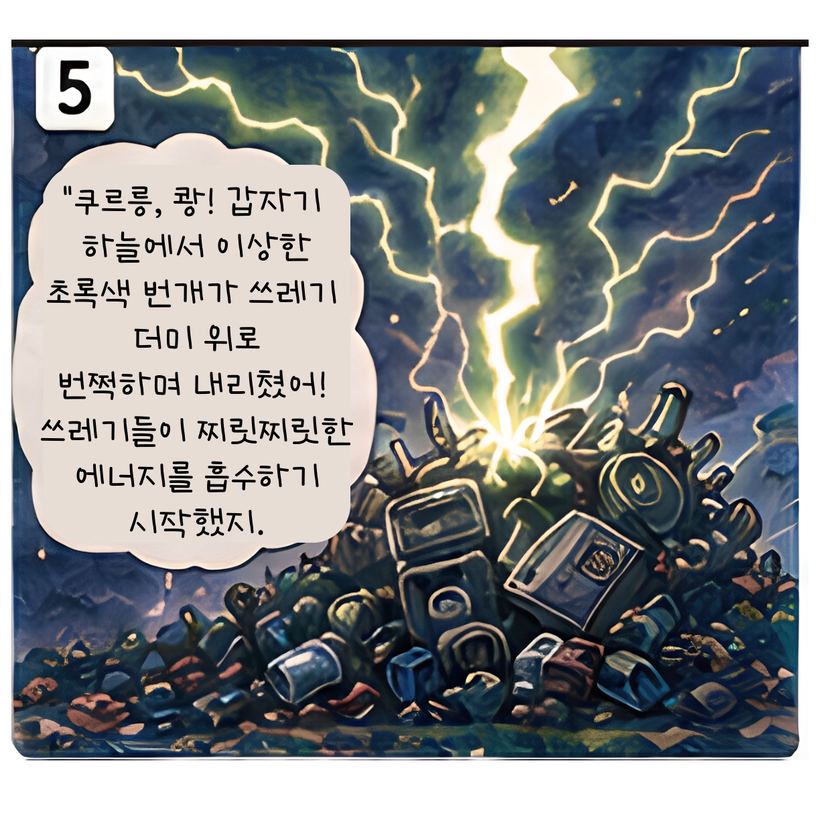 5
"쿠르릉, 쾅! 갑자기
하늘에서 이상한
초록색 번개가 쓰레기
더미 위로
번쩍하며 내리쳤어!
쓰레기들이 찌릿찌릿한
에너지를 흡수하기
시작했지.